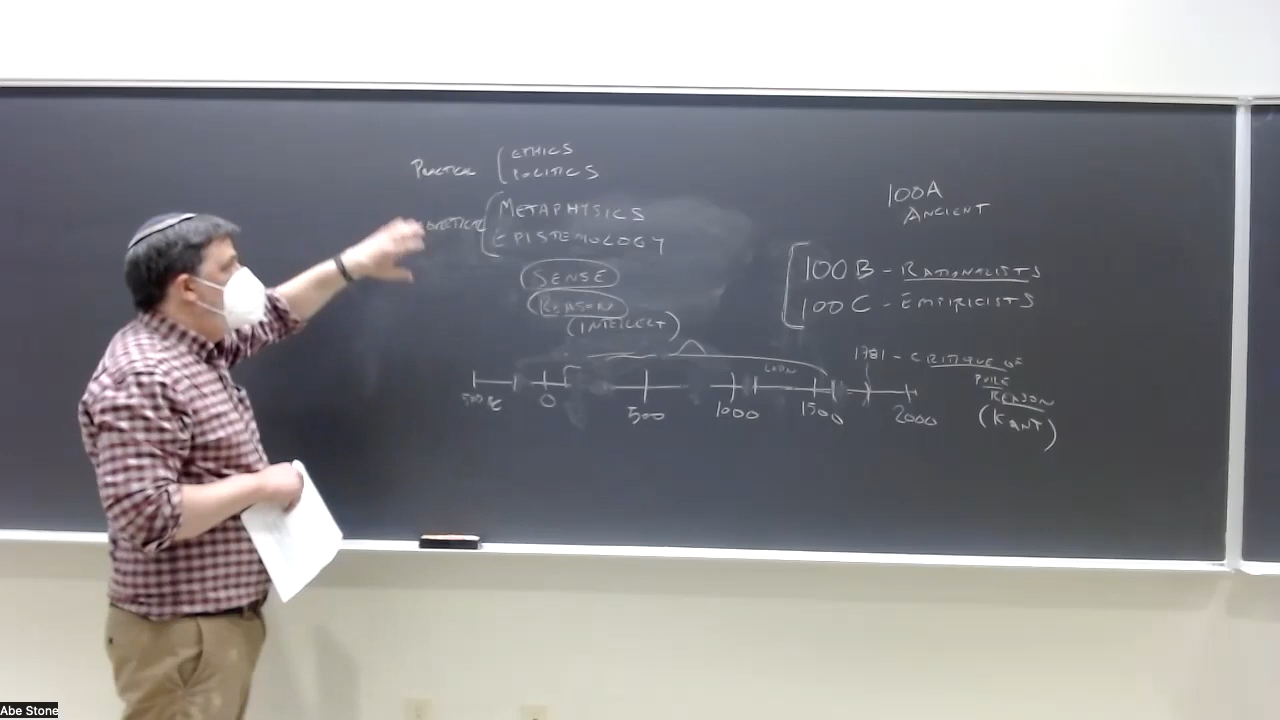 PRACTICAL
ETHICS
POLITICS
METAPHYSICS
EPISTEMOLOGY
SENSE
REASON
(INTELLECT)
100A
ANCIENT
100B - RATIONALISTS
100C - EMPIRICISTS
1781 - CRITIQUE OF
PURE
REASON
(KANT)
0
500
1000
1500
2000
Abe Stone